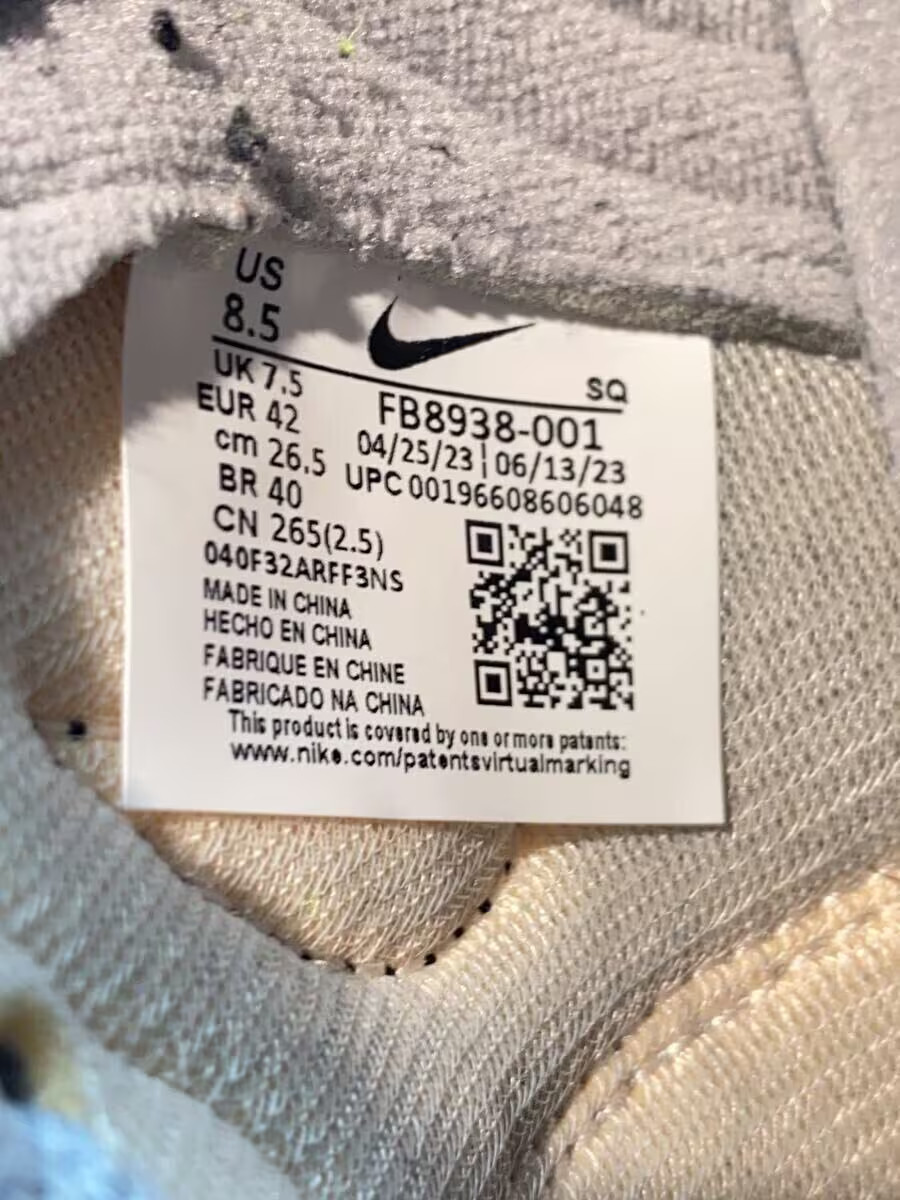 US
8.5
UK 7.5
EUR 42
cm 26.5
BR 40
CN 265(2.5)
SQ
FB8938-001
04/25/23 | 06/13/23
UPC 00196608606048
040F32ARFF3NS
MADE IN CHINA
HECHO EN CHINA
FABRIQUE EN CHINE
FABRICADO NA CHINA
This product is covered by one or more patents:
www.nike.com/patentsvirtualmarking